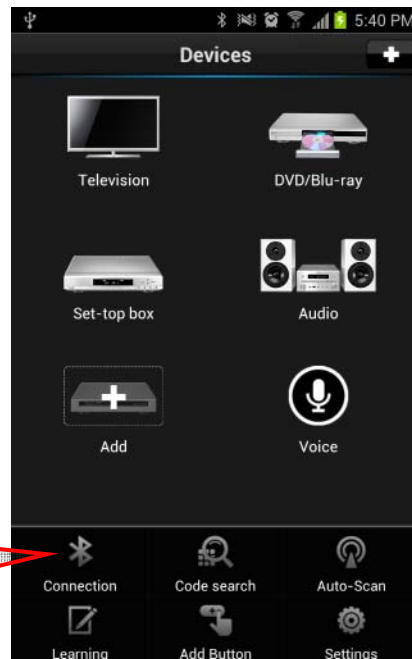 5:40 PM
Devices
Television
DVD/Blu-ray
Set-top box
Audio
Add
Voice
Connection
Code search
Auto-Scan
Learning
Add Button
Settings